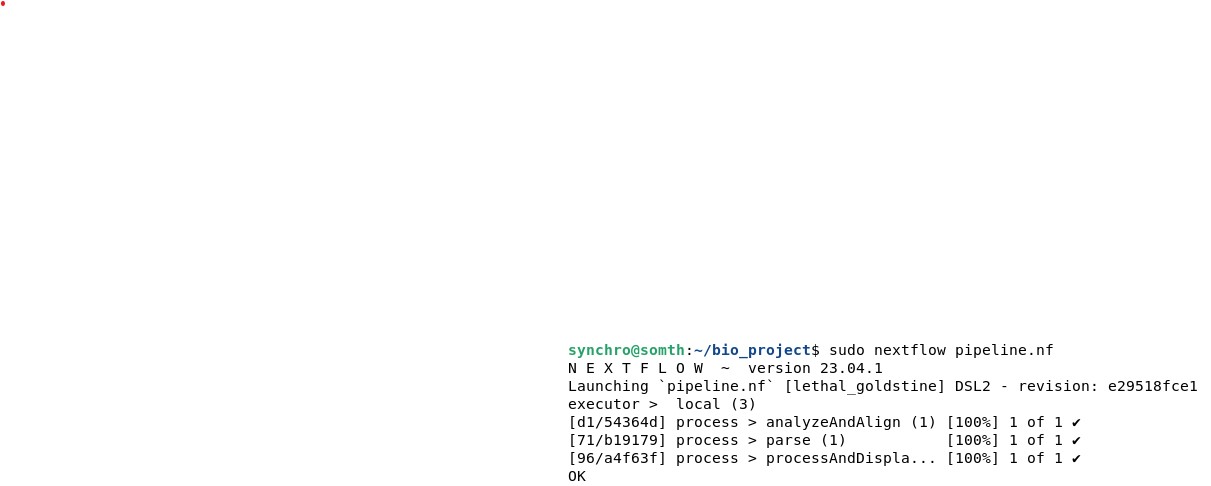 synchro@somth:~/bio_project$ sudo nextflow pipeline.nf
N E X T F L O W  ~  version 23.04.1
Launching `pipeline.nf` [lethal_goldstine] DSL2 - revision: e29518fce1
executor >  local (3)
[d1/54364d] process > analyzeAndAlign (1) [100%] 1 of 1 ✔
[71/b19179] process > parse (1)           [100%] 1 of 1 ✔
[96/a4f63f] process > processAndDispla... [100%] 1 of 1 ✔
OK